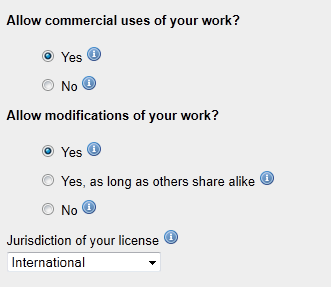 Allow commercial uses of your work?
Yes
No
Allow modifications of your work?
Yes
Yes, as long as others share alike
No
Jurisdiction of your license
International